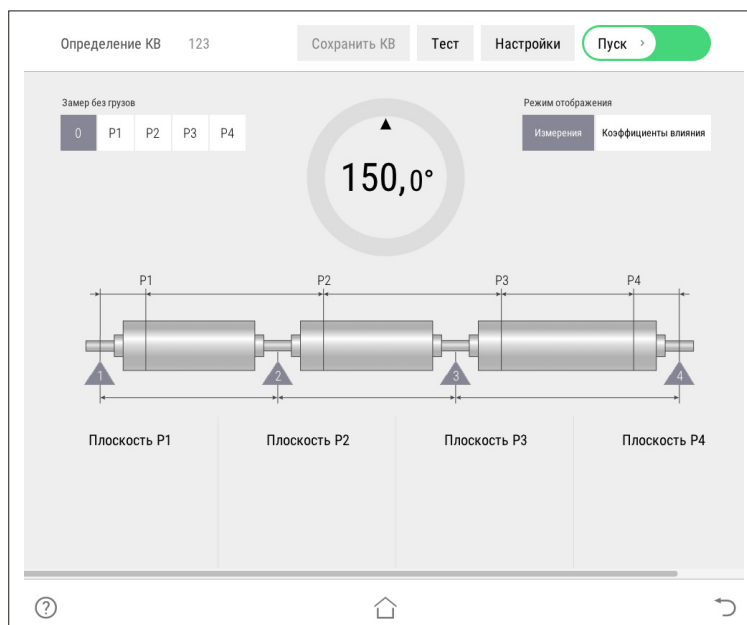 Определение КВ 123 Сохранить КВ Тест Настройки Пуск ›
Замер без грузов
0 P1 P2 P3 P4
Режим отображения
Измерения Коэффициенты влияния
150,0°
P1 P2 P3 P4
1 2 3 4
Плоскость P1 Плоскость P2 Плоскость P3 Плоскость P4
?